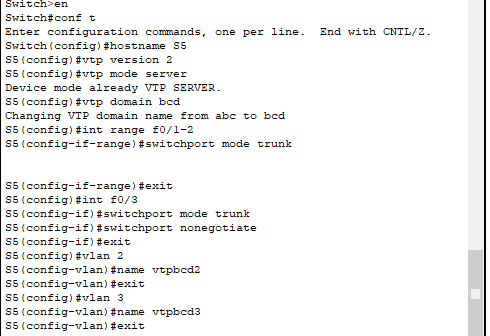 Switch>en
Switch#conf t
Enter configuration commands, one per line.  End with CNTL/Z.
Switch(config)#hostname S5
S5(config)#vtp version 2
S5(config)#vtp mode server
Device mode already VTP SERVER.
S5(config)#vtp domain bcd
Changing VTP domain name from abc to bcd
S5(config)#int range f0/1-2
S5(config-if-range)#switchport mode trunk
S5(config-if-range)#exit
S5(config)#int f0/3
S5(config-if)#switchport mode trunk
S5(config-if)#switchport nonegotiate
S5(config-if)#exit
S5(config)#vlan 2
S5(config-vlan)#name vtpbcd2
S5(config-vlan)#exit
S5(config)#vlan 3
S5(config-vlan)#name vtpbcd3
S5(config-vlan)#exit